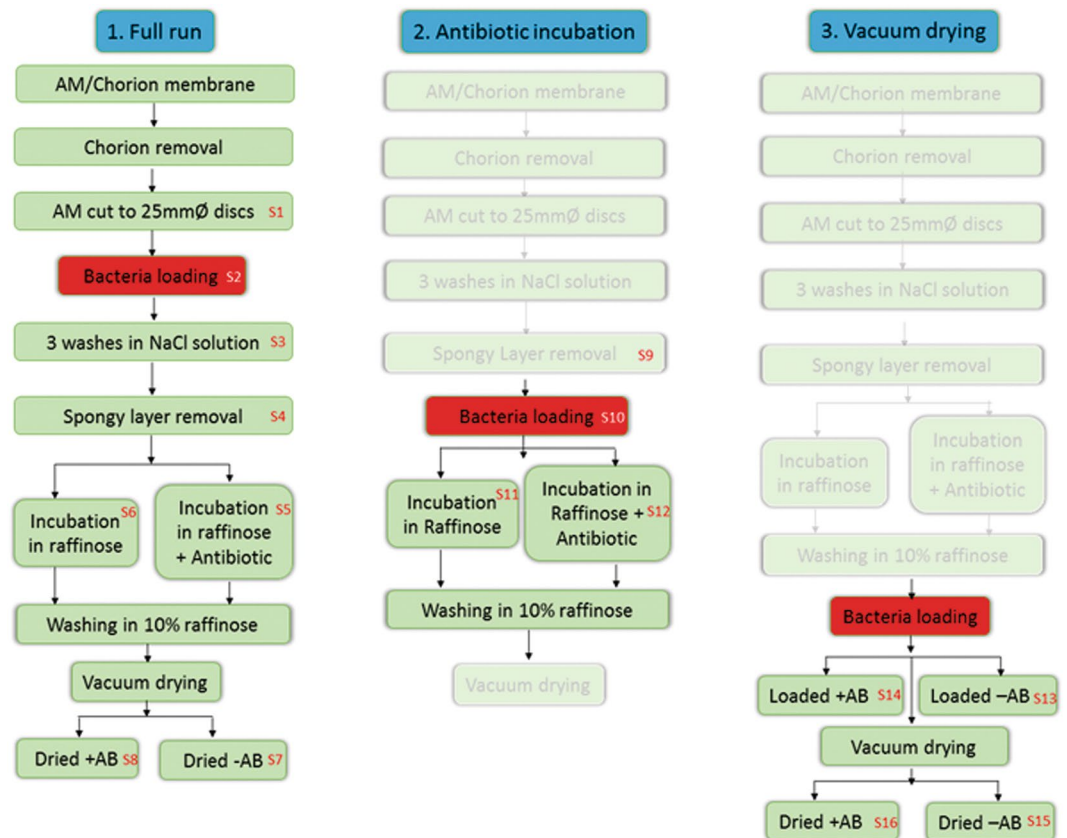 1. Full run
AM/Chorion membrane
Chorion removal
AM cut to 25mmØ discs S1
Bacteria loading S2
3 washes in NaCl solution S3
Spongy layer removal S4
Incubation S6
in raffinose
Incubation S5
in raffinose
+ Antibiotic
Washing in 10% raffinose
Vacuum drying
Dried +AB S8
Dried -AB S7
2. Antibiotic incubation
AM/Chorion membrane
Chorion removal
AM cut to 25mmØ discs
3 washes in NaCl solution
Spongy Layer removal S9
Bacteria loading S10
Incubation S11
in Raffinose
Incubation in
Raffinose + S12
Antibiotic
Washing in 10% raffinose
Vacuum drying
3. Vacuum drying
AM/Chorion membrane
Chorion removal
AM cut to 25mmØ discs
3 washes in NaCl solution
Spongy layer removal
Incubation
in raffinose
Incubation
in raffinose
+ Antibiotic
Washing in 10% raffinose
Bacteria loading
Loaded +AB S14
Loaded –AB S13
Vacuum drying
Dried +AB S16
Dried –AB S15